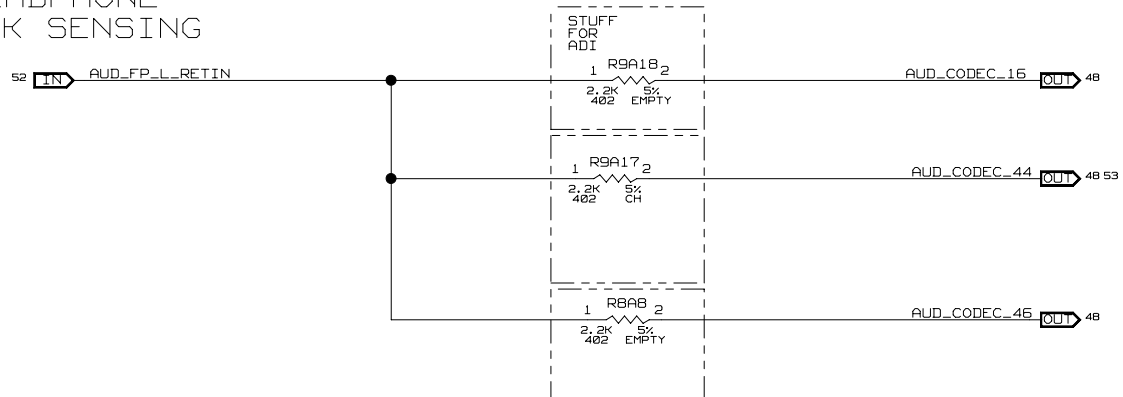 K SENSING
STUFF
FOR
ADI
52 IN AUD_FP_L_RETIN
1 R9A18 2
2.2K 5%
402 EMPTY
AUD_CODEC_16 OUT 48
1 R9A17 2
2.2K 5%
402 CH
AUD_CODEC_44 OUT 48 53
1 R8A8 2
2.2K 5%
402 EMPTY
AUD_CODEC_46 OUT 48